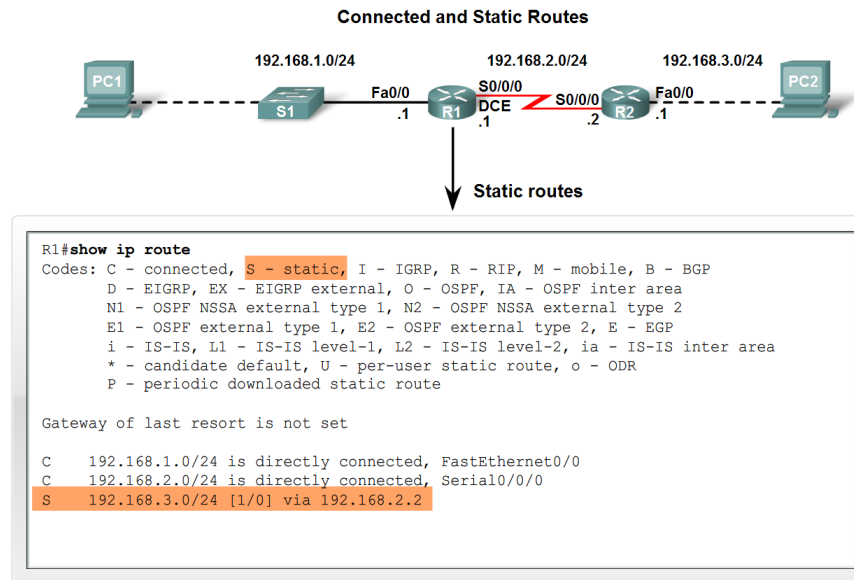 Connected and Static Routes
192.168.1.0/24
192.168.2.0/24
192.168.3.0/24
PC1
S1
Fa0/0
.1
R1
S0/0/0
DCE
.1
S0/0/0
.2
R2
Fa0/0
.1
PC2
Static routes
R1#show ip route
Codes: C - connected, S - static, I - IGRP, R - RIP, M - mobile, B - BGP
D - EIGRP, EX - EIGRP external, O - OSPF, IA - OSPF inter area
N1 - OSPF NSSA external type 1, N2 - OSPF NSSA external type 2
E1 - OSPF external type 1, E2 - OSPF external type 2, E - EGP
i - IS-IS, L1 - IS-IS level-1, L2 - IS-IS level-2, ia - IS-IS inter area
* - candidate default, U - per-user static route, o - ODR
P - periodic downloaded static route
Gateway of last resort is not set
C 192.168.1.0/24 is directly connected, FastEthernet0/0
C 192.168.2.0/24 is directly connected, Serial0/0/0
S 192.168.3.0/24 [1/0] via 192.168.2.2